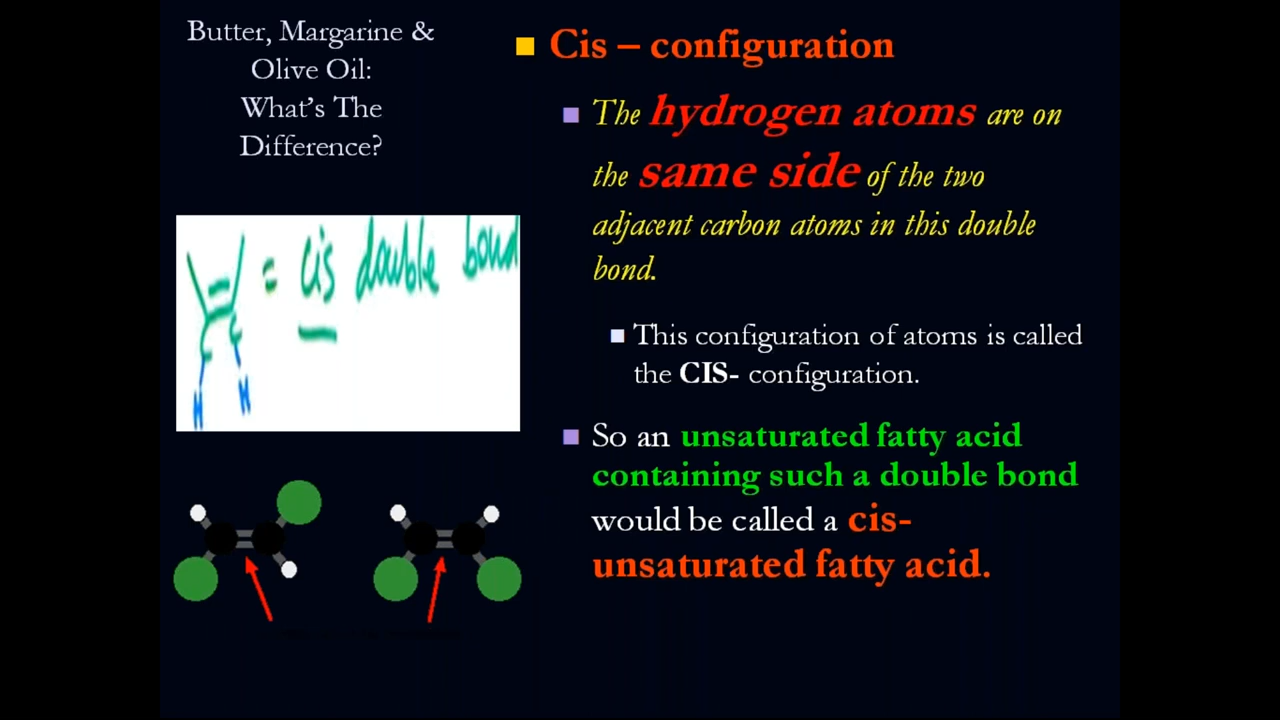 Butter, Margarine &
Olive Oil:
What's The
Difference?
Cis – configuration
The hydrogen atoms are on
the same side of the two
adjacent carbon atoms in this double
bond.
This configuration of atoms is called
the CIS- configuration.
So an unsaturated fatty acid
containing such a double bond
would be called a cis-
unsaturated fatty acid.
= cis double bond
C C
H H